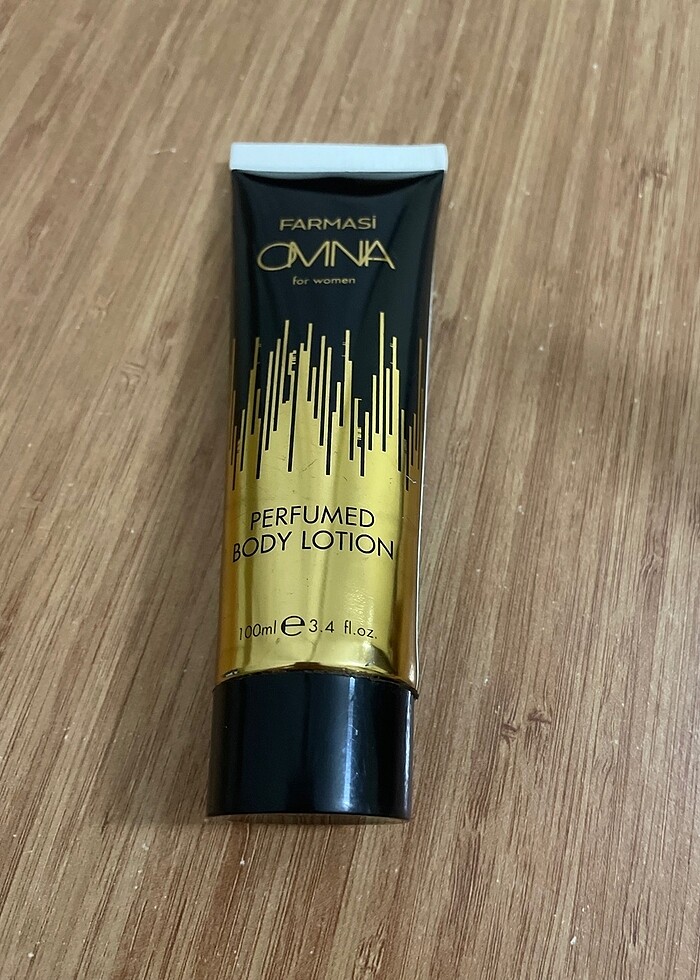 FARMASİ
OMNIA
for women
PERFUMED
BODY LOTION
100ml e 3.4 fl.oz.